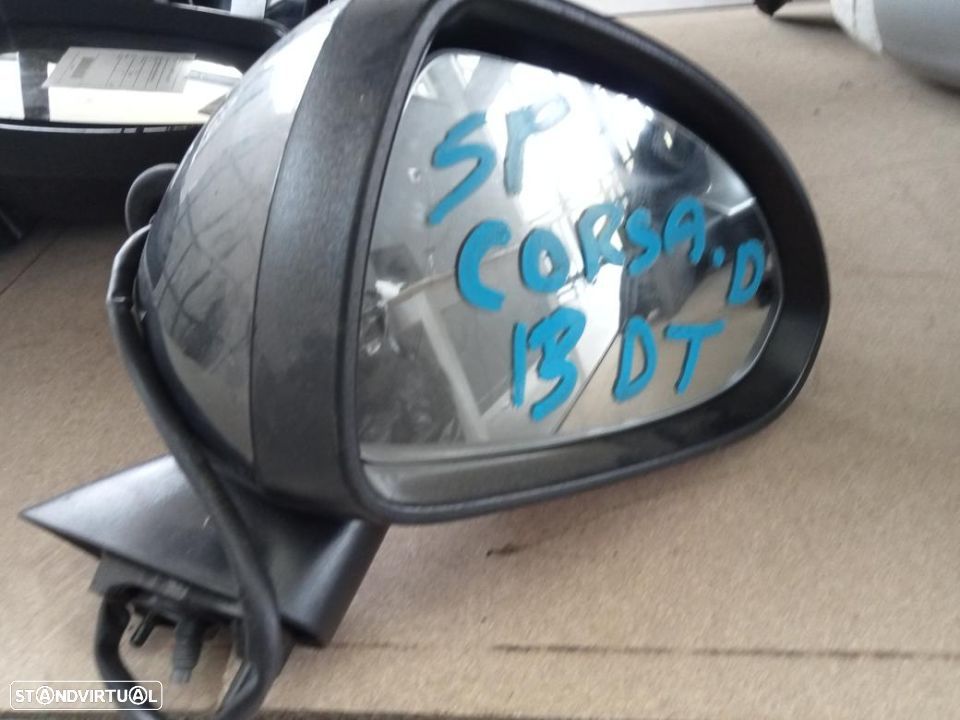 SP
CORSA.D
13 DT
STANDVIRTUAL